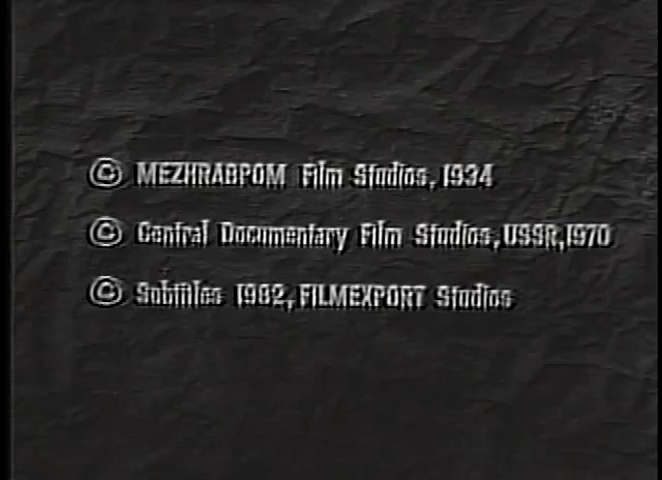 © MEZHRABPOM Film Studios, 1934
© Central Documentary Film Studios, USSR, 1970
© Subtitles 1982, FILMEXPORT Studios